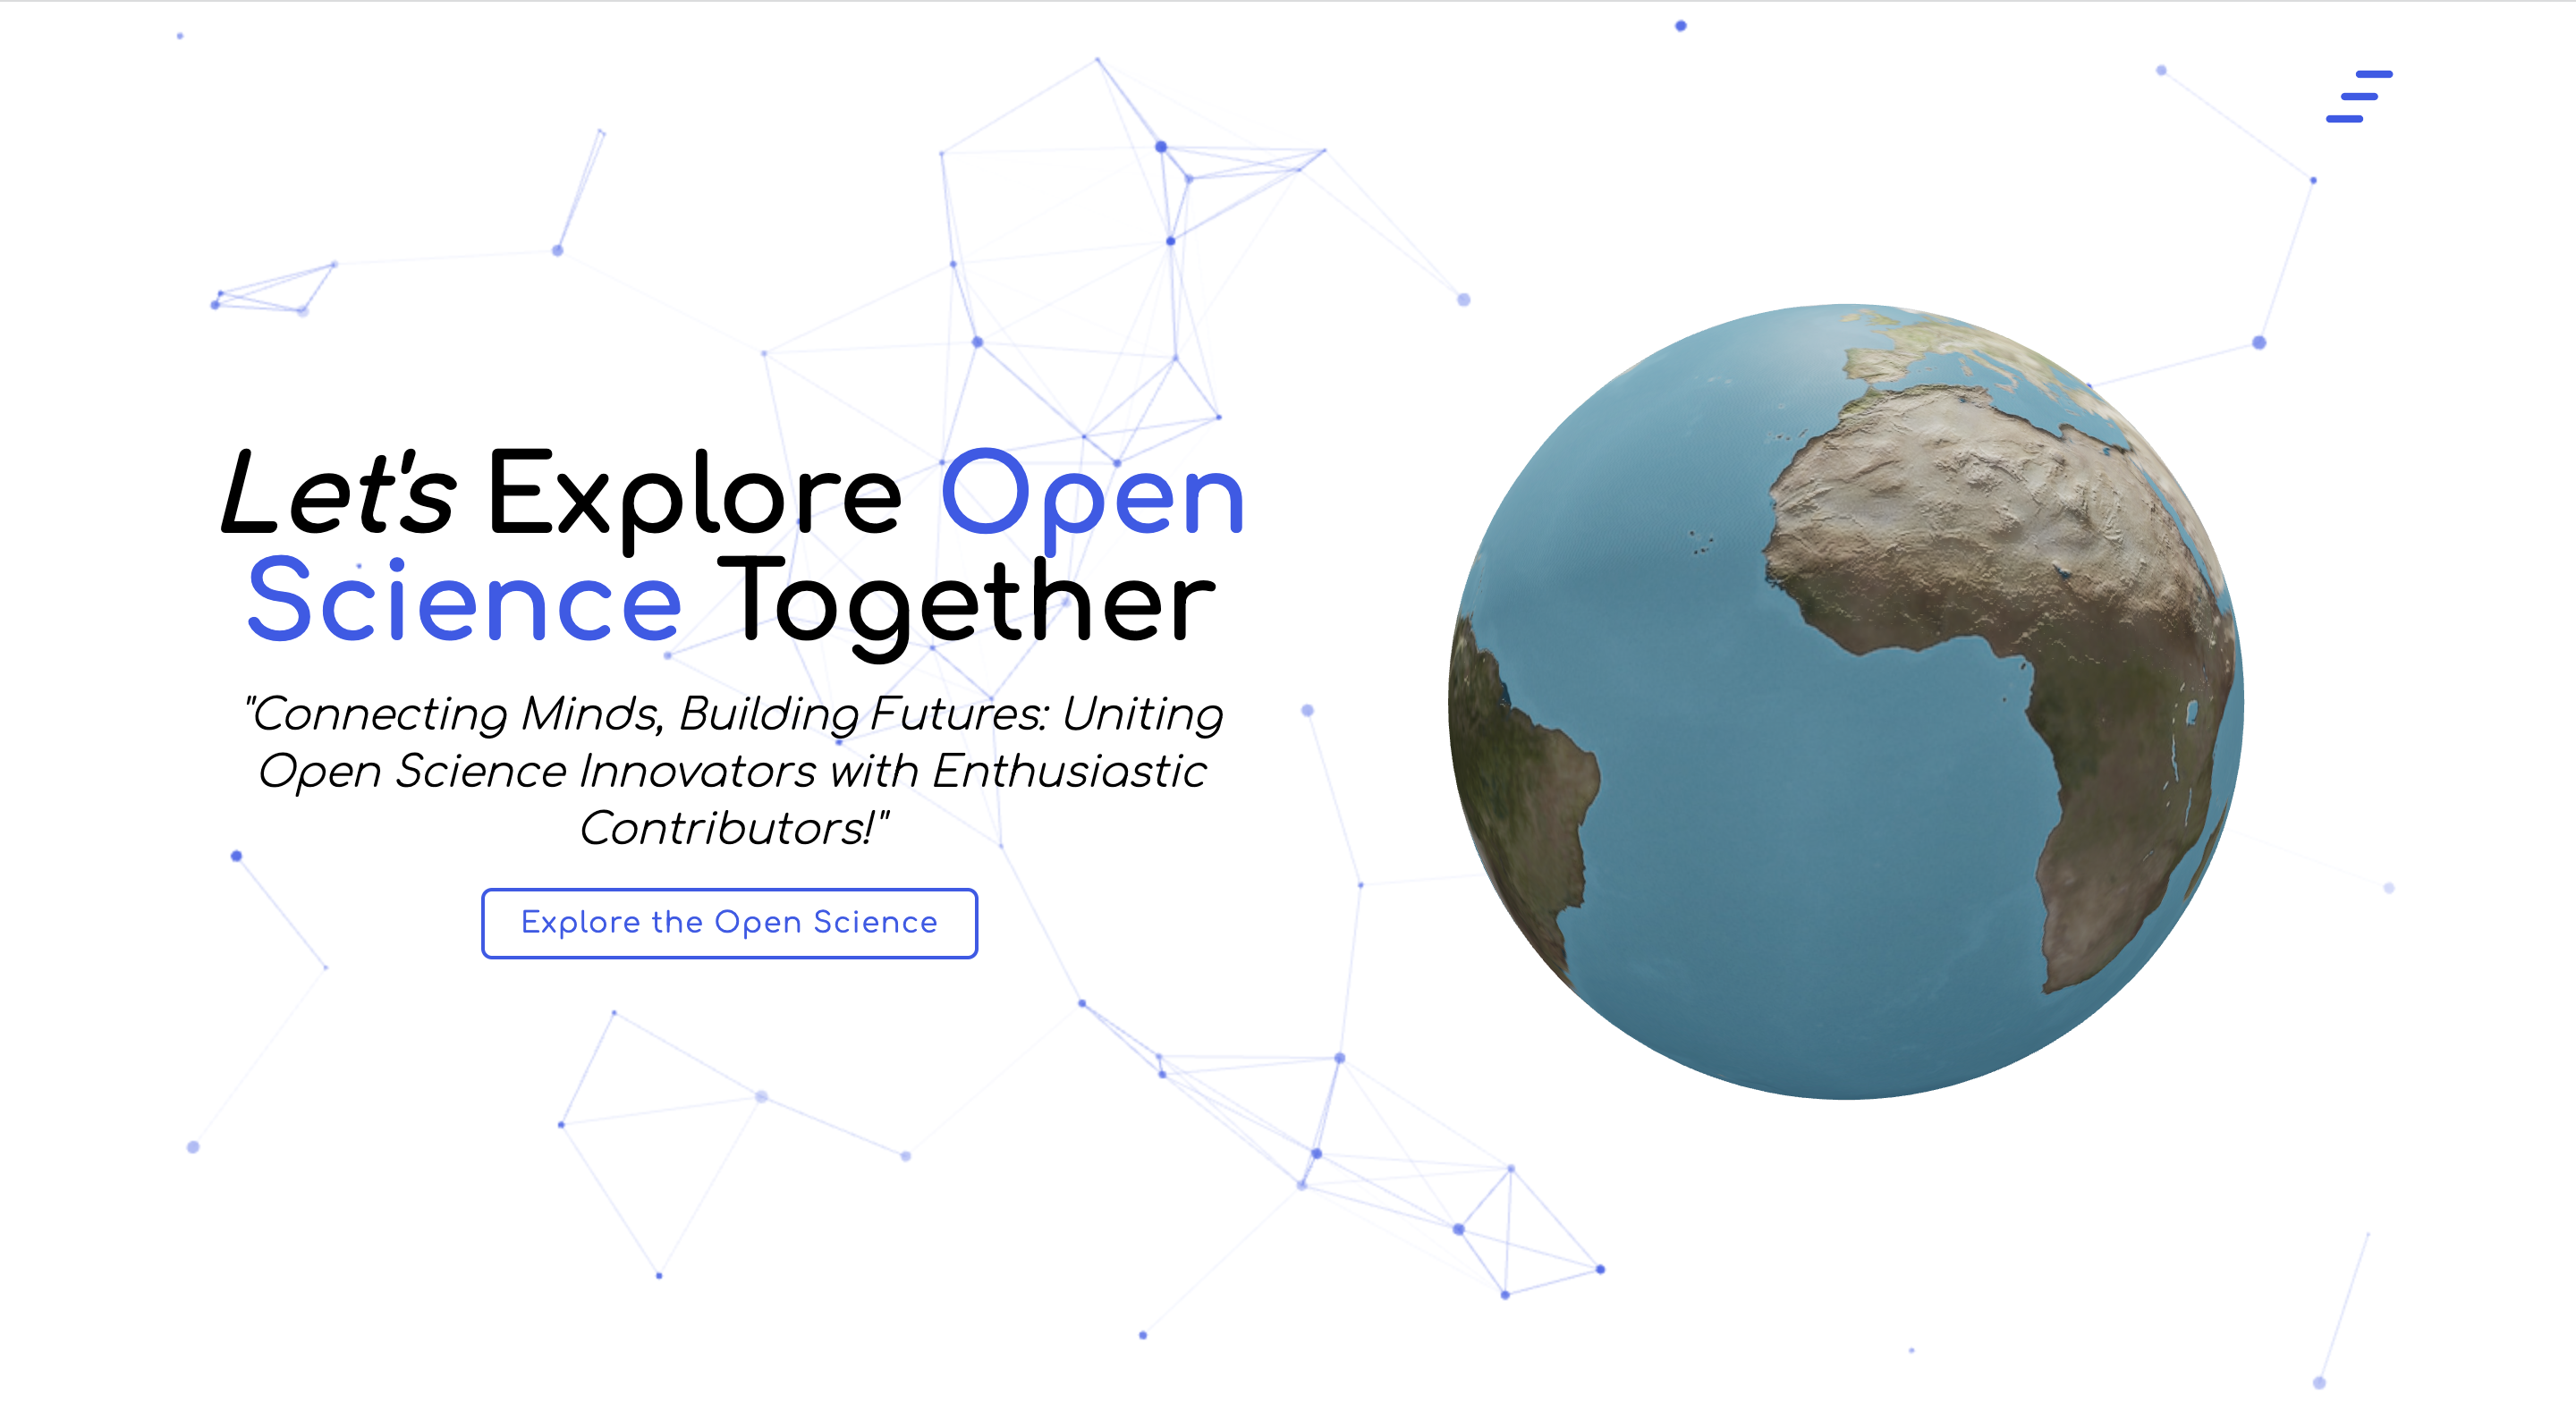 Let's Explore Open
Science Together
"Connecting Minds, Building Futures: Uniting
Open Science Innovators with Enthusiastic
Contributors!"
Explore the Open Science